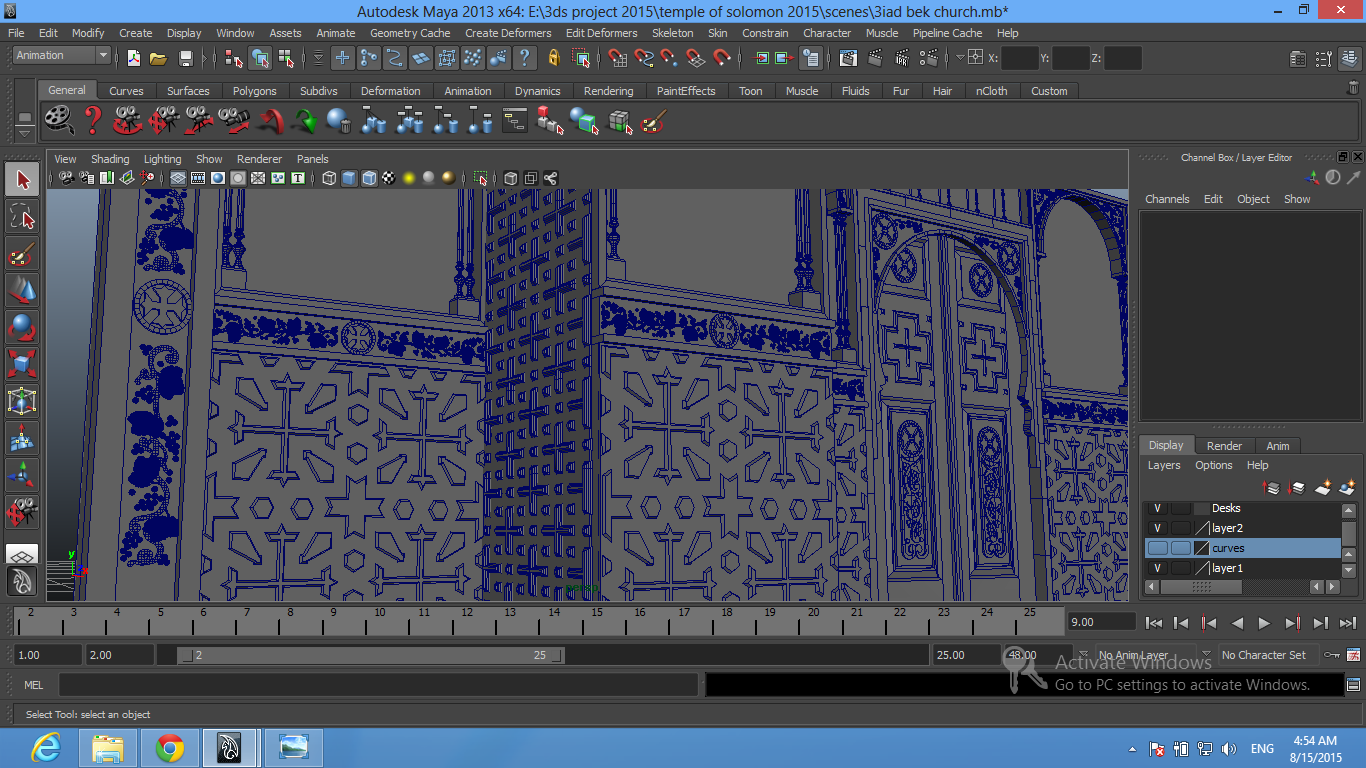 Autodesk Maya 2013 x64: E:\3ds project 2015\temple of solomon 2015\scenes\3iad bek church.mb*
File Edit Modify Create Display Window Assets Animate Geometry Cache Create Deformers Edit Deformers Skeleton Skin Constrain Character Muscle Pipeline Cache Help
Animation X: Y: Z:
General Curves Surfaces Polygons Subdivs Deformation Animation Dynamics Rendering PaintEffects Toon Muscle Fluids Fur Hair nCloth Custom
View Shading Lighting Show Renderer Panels
Channel Box / Layer Editor
Channels Edit Object Show
Display Render Anim
Layers Options Help
V Desks
V layer2
curves
V layer1
y
persp
2 3 4 5 6 7 8 9 10 11 12 13 14 15 16 17 18 19 20 21 22 23 24 25
9.00
1.00 2.00 2 25 25.00 48.00 No Anim Layer No Character Set
Activate Windows
Go to PC settings to activate Windows.
MEL
Select Tool: select an object
ENG
4:54 AM
8/15/2015